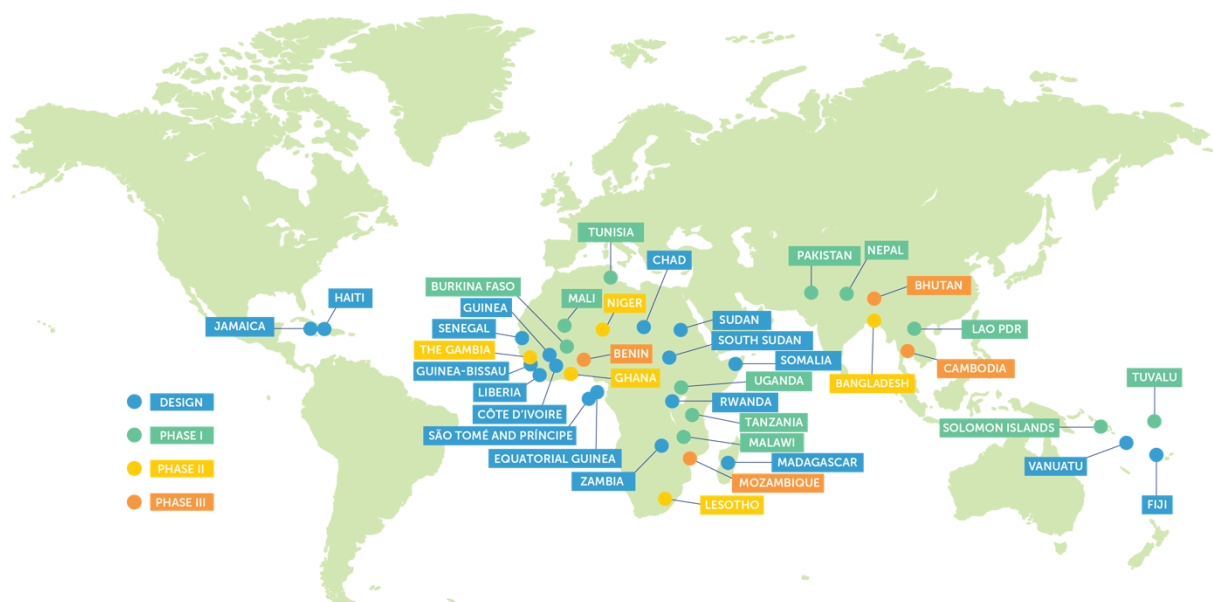 TUNISIA
CHAD
PAKISTAN
NEPAL
BURKINA FASO
MALI
NIGER
BHUTAN
HAITI
GUINEA
JAMAICA
SENEGAL
SUDAN
LAO PDR
THE GAMBIA
BENIN
SOUTH SUDAN
GUINEA-BISSAU
GHANA
SOMALIA
CAMBODIA
LIBERIA
UGANDA
BANGLADESH
TUVALU
DESIGN
CÔTE D'IVOIRE
RWANDA
PHASE I
SÃO TOMÉ AND PRÍNCIPE
TANZANIA
SOLOMON ISLANDS
MALAWI
EQUATORIAL GUINEA
MADAGASCAR
VANUATU
PHASE II
ZAMBIA
MOZAMBIQUE
PHASE III
LESOTHO
FIJI